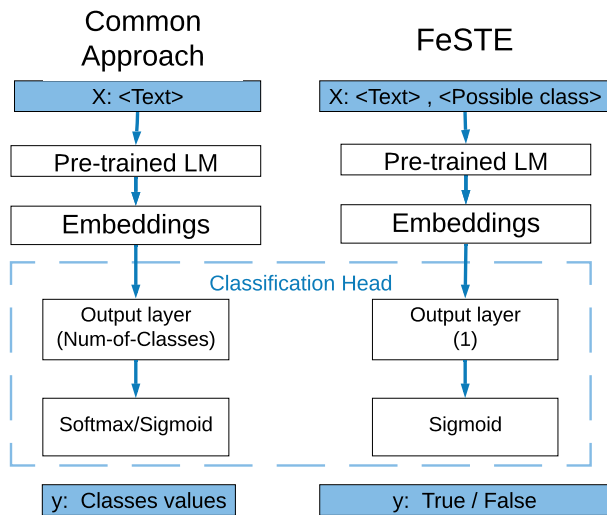 Common
Approach
X: <Text>
Pre-trained LM
Embeddings
FeSTE
X: <Text> , <Possible class>
Pre-trained LM
Embeddings
Classification Head
Output layer
(Num-of-Classes)
Softmax/Sigmoid
y: Classes values
Output layer
(1)
Sigmoid
y: True / False